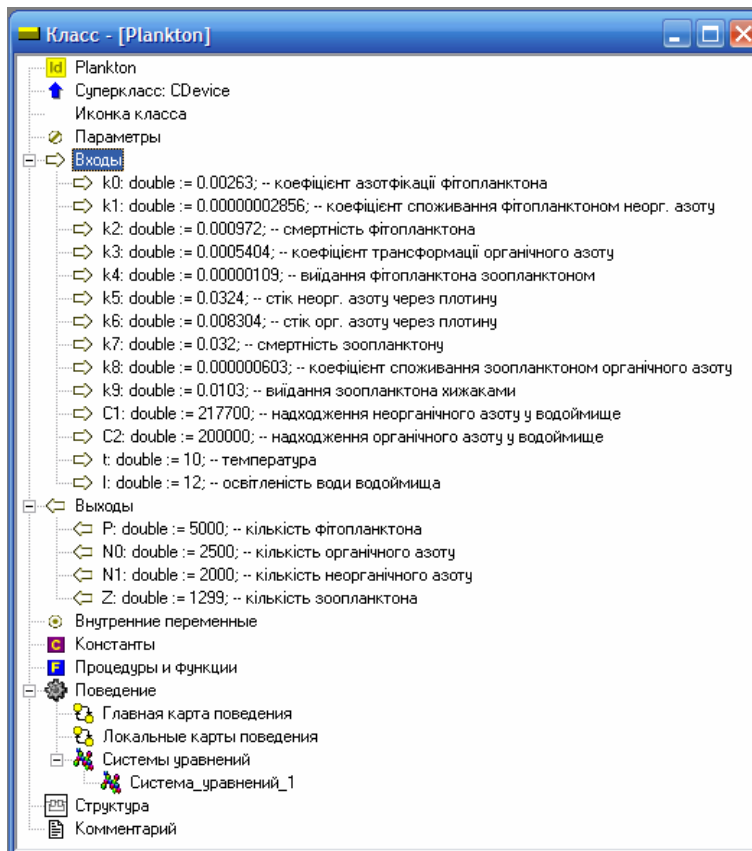 Класс - [Plankton]
Id Plankton
Суперкласс: CDevice
Иконка класса
Параметры
Входы
k0: double := 0.00263; -- коефіцієнт азотфікації фітопланктона
k1: double := 0.00000002856; -- коефіцієнт споживання фітопланктоном неорг. азоту
k2: double := 0.000972; -- смертність фітопланктона
k3: double := 0.0005404; -- коефіцієнт трансформації органічного азоту
k4: double := 0.00000109; -- виїдання фітопланктона зоопланктоном
k5: double := 0.0324; -- стік неорг. азоту через плотину
k6: double := 0.008304; -- стік орг. азоту через плотину
k7: double := 0.032; -- смертність зоопланктону
k8: double := 0.000000603; -- коефіцієнт споживання зоопланктоном органічного азоту
k9: double := 0.0103; -- виїдання зоопланктона хижаками
C1: double := 217700; -- надходження неорганічного азоту у водоймище
C2: double := 200000; -- надходження органічного азоту у водоймище
t: double := 10; -- температура
I: double := 12; -- освітленість води водоймища
Выходы
P: double := 5000; -- кількість фітопланктона
N0: double := 2500; -- кількість органічного азоту
N1: double := 2000; -- кількість неорганічного азоту
Z: double := 1299; -- кількість зоопланктона
Внутренние переменные
C Константы
F Процедуры и функции
Поведение
Главная карта поведения
Локальные карты поведения
Системы уравнений
Система_уравнений_1
Структура
Комментарий